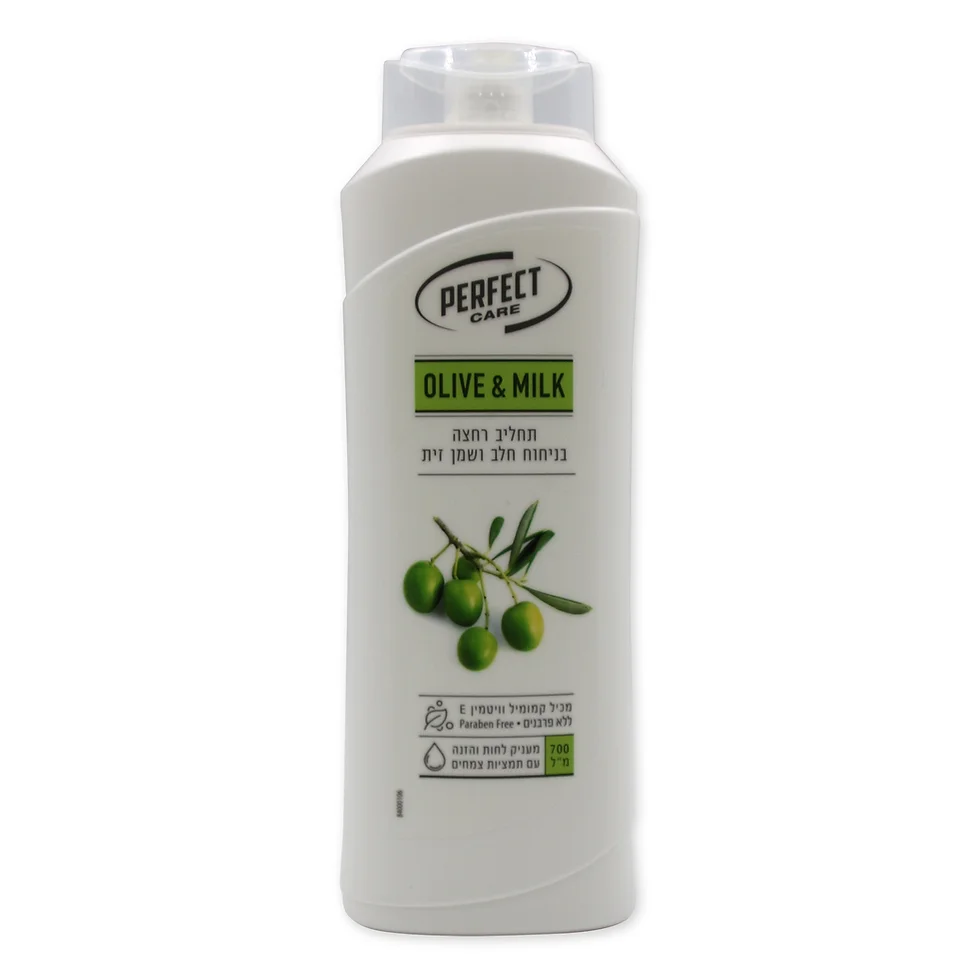 PERFECT
CARE
OLIVE & MILK
תחליב רחצה
בניחוח חלב ושמן זית
מכיל קמומיל וויטמין E
ללא פרבנים • Paraben Free
מעניק לחות והזנה
עם תמציות צמחים
700
מ"ל